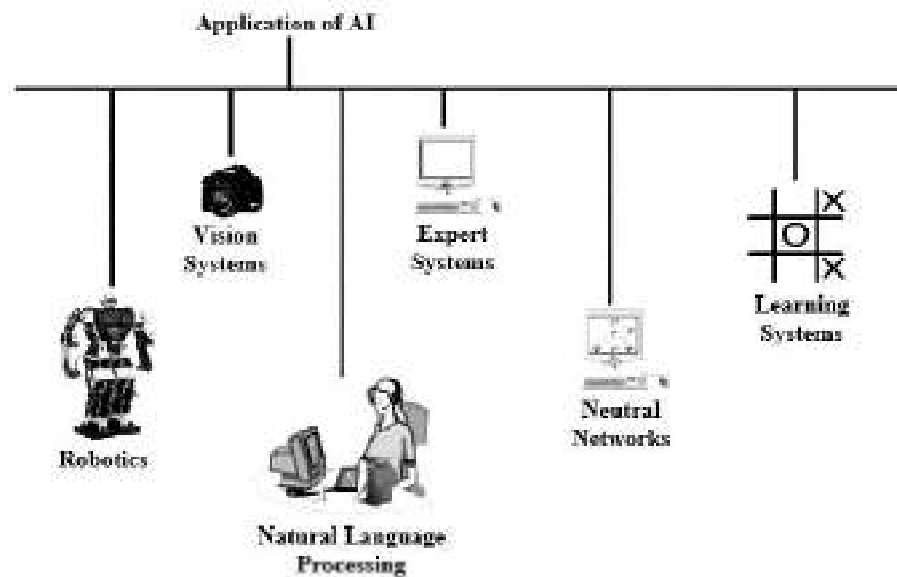 Application of AI
Vision
Systems
Expert
Systems
Learning
Systems
Neutral
Networks
Robotics
Natural Language
Processing